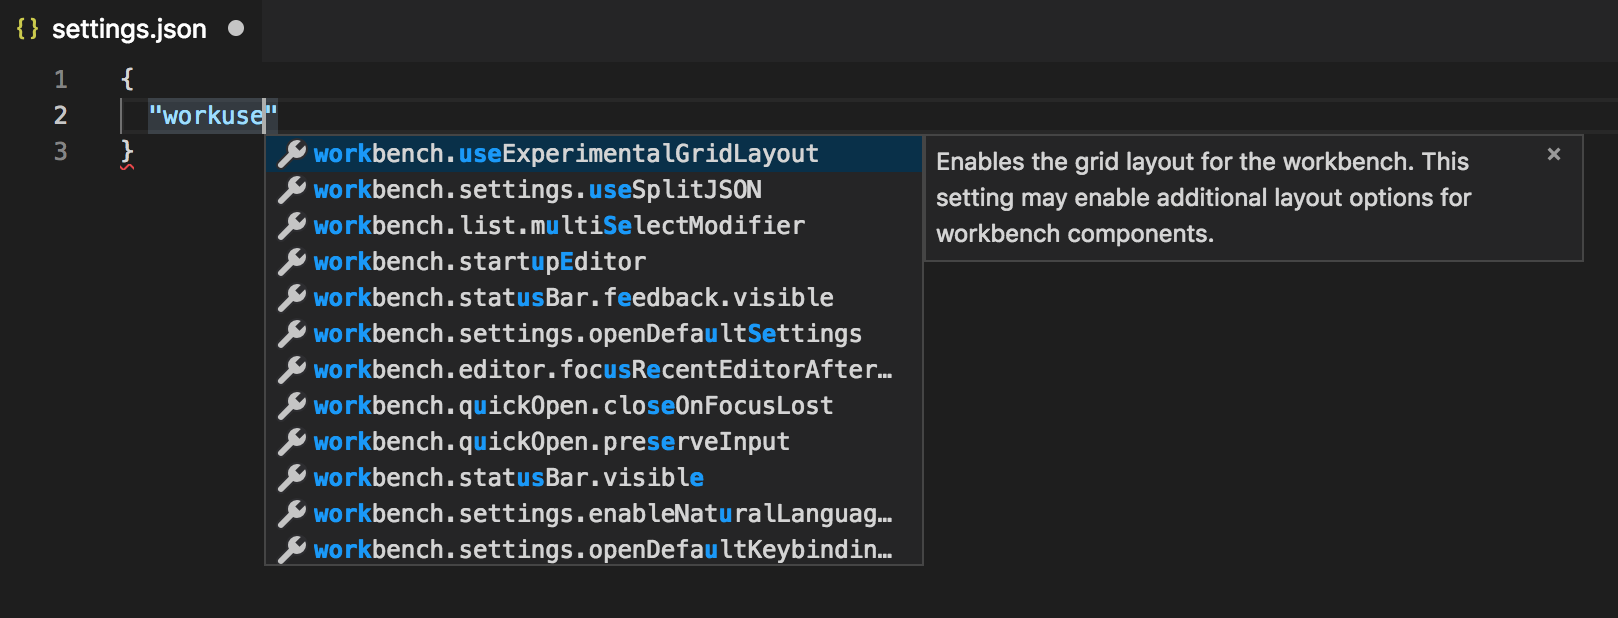 {} settings.json
1 {
2 "workuse"
3 }
workbench.useExperimentalGridLayout
workbench.settings.useSplitJSON
workbench.list.multiSelectModifier
workbench.startupEditor
workbench.statusBar.feedback.visible
workbench.settings.openDefaultSettings
workbench.editor.focusRecentEditorAfter…
workbench.quickOpen.closeOnFocusLost
workbench.quickOpen.preserveInput
workbench.statusBar.visible
workbench.settings.enableNaturalLanguag…
workbench.settings.openDefaultKeybindin…
Enables the grid layout for the workbench. This
setting may enable additional layout options for
workbench components.